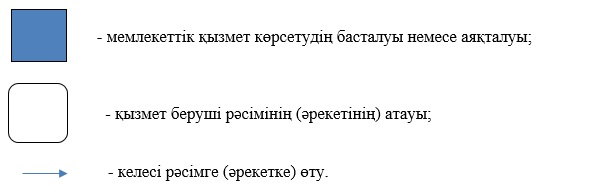 - мемлекеттік қызмет көрсетудің басталуы немесе аяқталуы;
- қызмет беруші рәсімінің (әрекетінің) атауы;
- келесі рәсімге (әрекетке) өту.